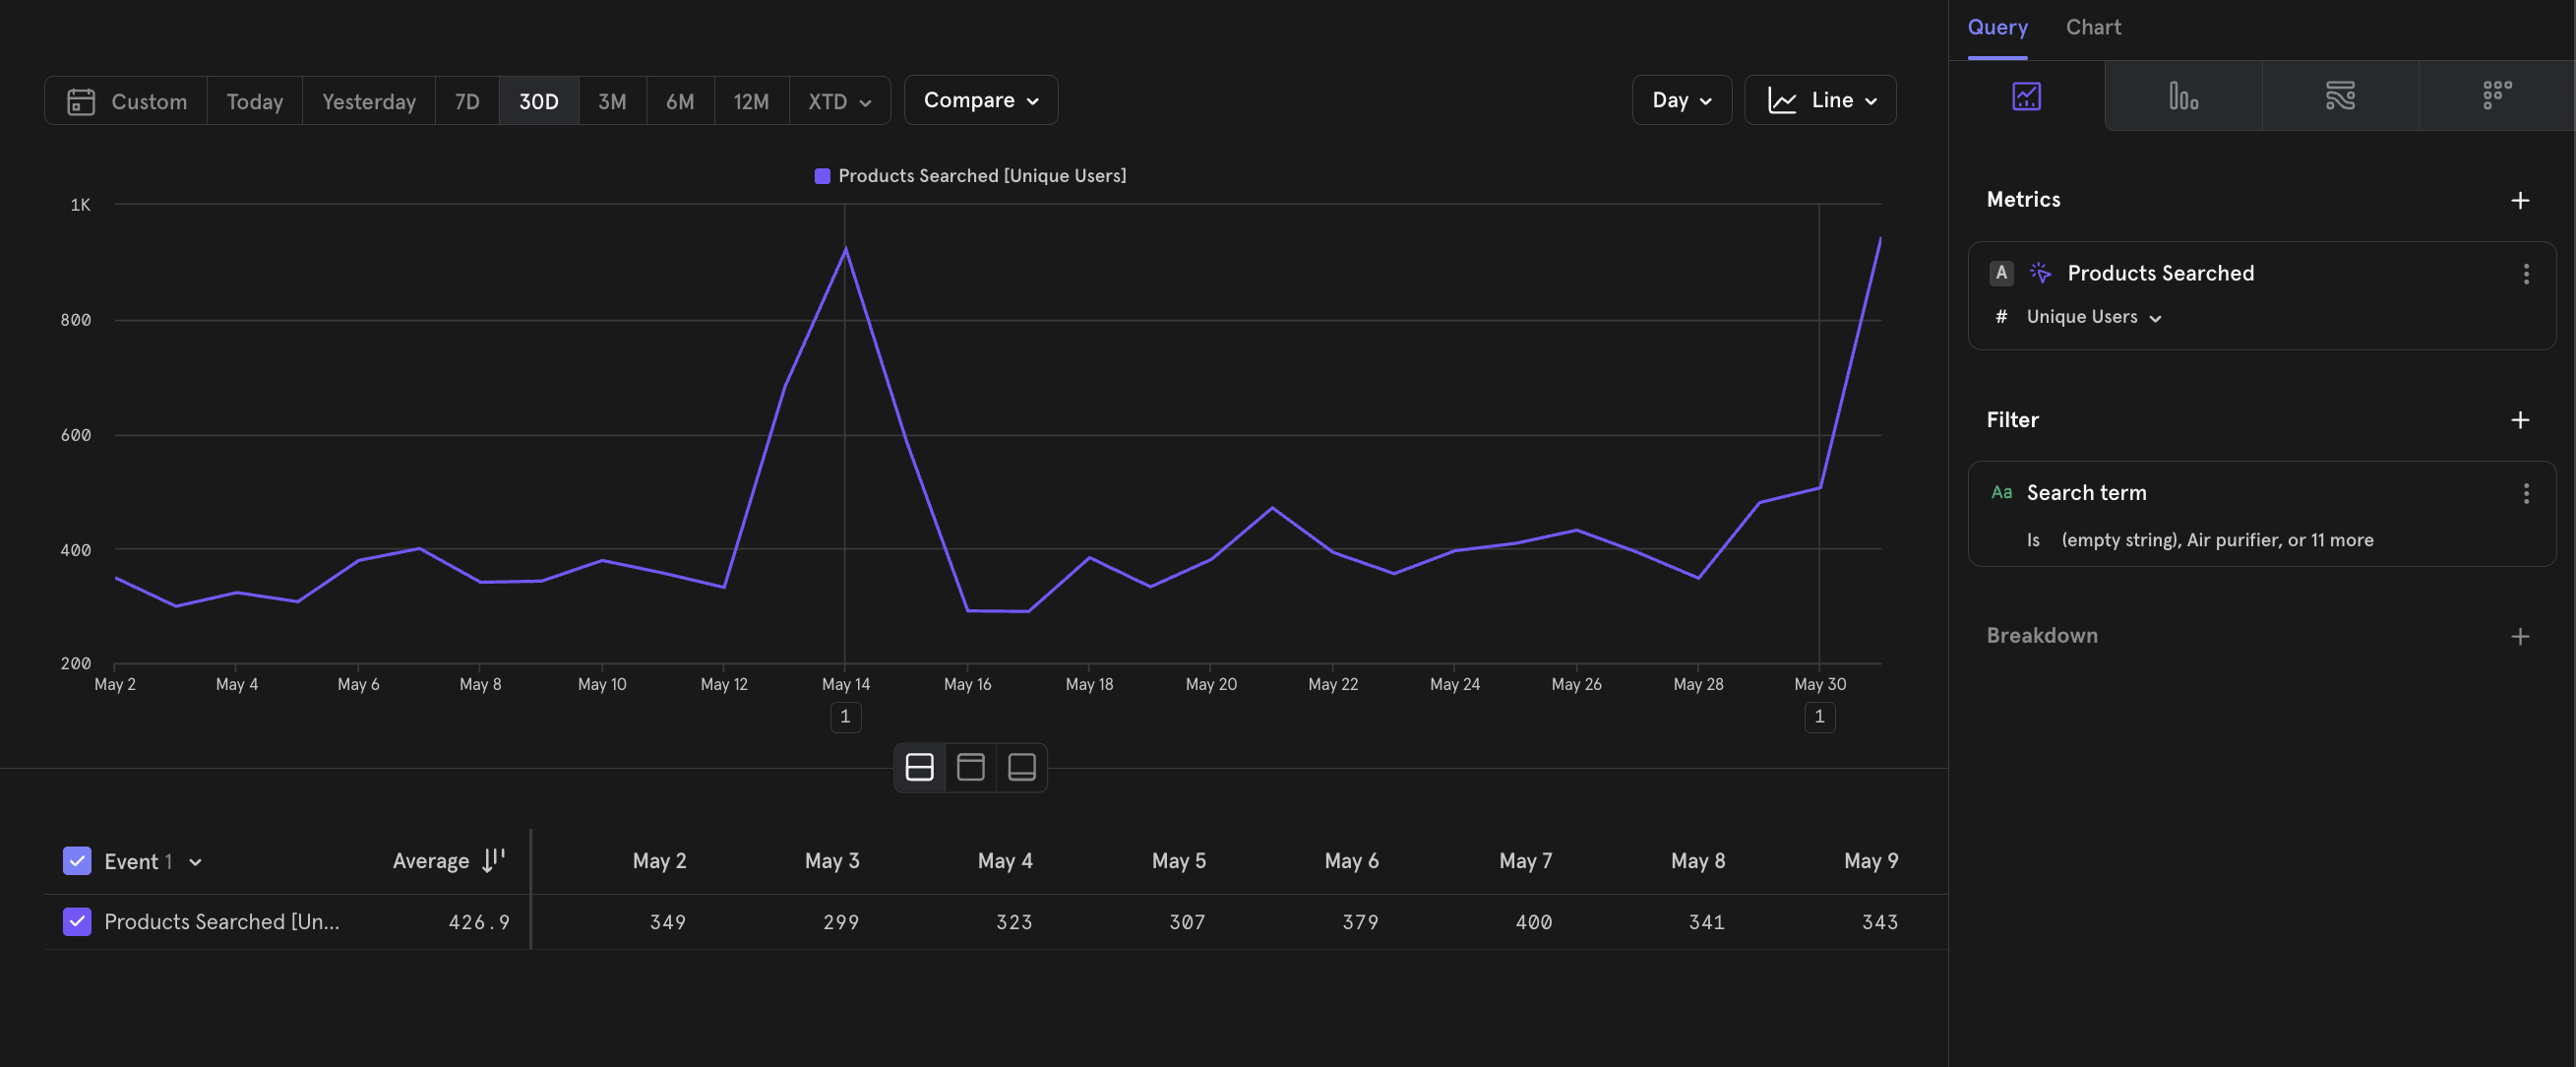 Query Chart
Custom Today Yesterday 7D 30D 3M 6M 12M XTD Compare Day Line
Products Searched [Unique Users]
1K
800
600
400
200
May 2 May 4 May 6 May 8 May 10 May 12 May 14 May 16 May 18 May 20 May 22 May 24 May 26 May 28 May 30
1 1
Event 1 Average May 2 May 3 May 4 May 5 May 6 May 7 May 8 May 9
Products Searched [Un... 426.9 349 299 323 307 379 400 341 343
Metrics
A Products Searched
# Unique Users
Filter
Aa Search term
Is (empty string), Air purifier, or 11 more
Breakdown